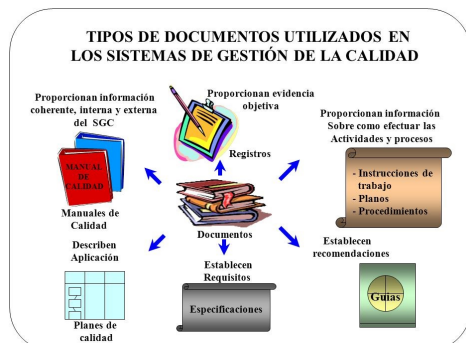 TIPOS DE DOCUMENTOS UTILIZADOS EN
LOS SISTEMAS DE GESTIÓN DE LA CALIDAD
Proporcionan información
coherente, interna y externa
del SGC
MANUAL
DE
CALIDAD
Manuales de
Calidad
Proporcionan evidencia
objetiva
Registros
Proporcionan información
Sobre como efectuar las
Actividades y procesos
- Instrucciones de
trabajo
- Planos
- Procedimientos
Documentos
Describen
Aplicación
Planes de
calidad
Establecen
Requisitos
Especificaciones
Establecen
recomendaciones
Guías